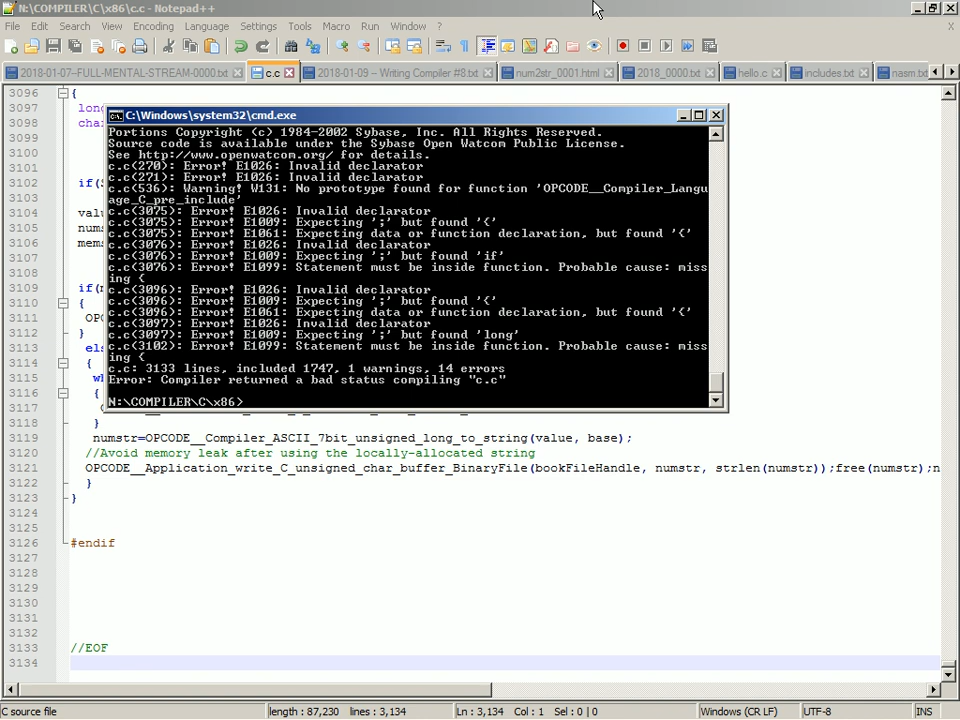 N:\COMPILER\C\x86\c.c - Notepad++
File Edit Search View Encoding Language Settings Tools Macro Run Window ? X
2018-01-07-FULL-MENTAL-STREAM-0000.txt c.c 2018-01-09 – Writing Compiler #8.txt num2str_0001.html 2018_0000.txt hello.c includes.txt nasm.tx
3096 {
3097 lon
3098 cha
3099
3100
3101
3102 if(
3103
3104 valu
3105 nums
3106 mems
3107
3108
3109 if(
3110 {
3111 OP
3112 }
3113 els
3114 {
3115 wh
3116 {
3117
3118 }
3119 numstr=OPCODE__Compiler_ASCII_7bit_unsigned_long_to_string(value, base);
3120 //Avoid memory leak after using the locally-allocated string
3121 OPCODE__Application_write_C_unsigned_char_buffer_BinaryFile(bookFileHandle, numstr, strlen(numstr));free(numstr);n
3122 }
3123 }
3124
3125
3126 #endif
3127
3128
3129
3130
3131
3132
3133 //EOF
3134
C:\Windows\system32\cmd.exe
Portions Copyright (c) 1984-2002 Sybase, Inc. All Rights Reserved.
Source code is available under the Sybase Open Watcom Public License.
See http://www.openwatcom.org/ for details.
c.c(270): Error! E1026: Invalid declarator
c.c(271): Error! E1026: Invalid declarator
c.c(536): Warning! W131: No prototype found for function 'OPCODE__Compiler_Langu
age_C_pre_include'
c.c(3075): Error! E1026: Invalid declarator
c.c(3075): Error! E1009: Expecting ';' but found '{'
c.c(3075): Error! E1061: Expecting data or function declaration, but found '{'
c.c(3076): Error! E1026: Invalid declarator
c.c(3076): Error! E1009: Expecting ';' but found 'if'
c.c(3076): Error! E1099: Statement must be inside function. Probable cause: miss
ing {
c.c(3096): Error! E1026: Invalid declarator
c.c(3096): Error! E1009: Expecting ';' but found '{'
c.c(3096): Error! E1061: Expecting data or function declaration, but found '{'
c.c(3097): Error! E1026: Invalid declarator
c.c(3097): Error! E1009: Expecting ';' but found 'long'
c.c(3102): Error! E1099: Statement must be inside function. Probable cause: miss
ing {
c.c: 3133 lines, included 1747, 1 warnings, 14 errors
Error: Compiler returned a bad status compiling "c.c"
N:\COMPILER\C\x86>
C source file length : 87,230 lines : 3,134 Ln : 3,134 Col : 1 Sel : 0 | 0 Windows (CR LF) UTF-8 INS